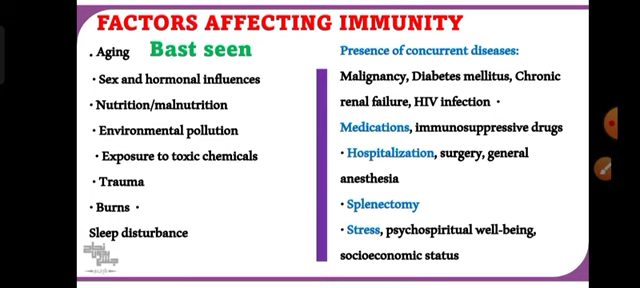 FACTORS AFFECTING IMMUNITY
. Aging Bast seen
· Sex and hormonal influences
· Nutrition/malnutrition
· Environmental pollution
· Exposure to toxic chemicals
· Trauma
· Burns ·
Sleep disturbance
Presence of concurrent diseases:
Malignancy, Diabetes mellitus, Chronic
renal failure, HIV infection ·
Medications, immunosuppressive drugs
· Hospitalization, surgery, general
anesthesia
· Splenectomy
· Stress, psychospiritual well-being,
socioeconomic status